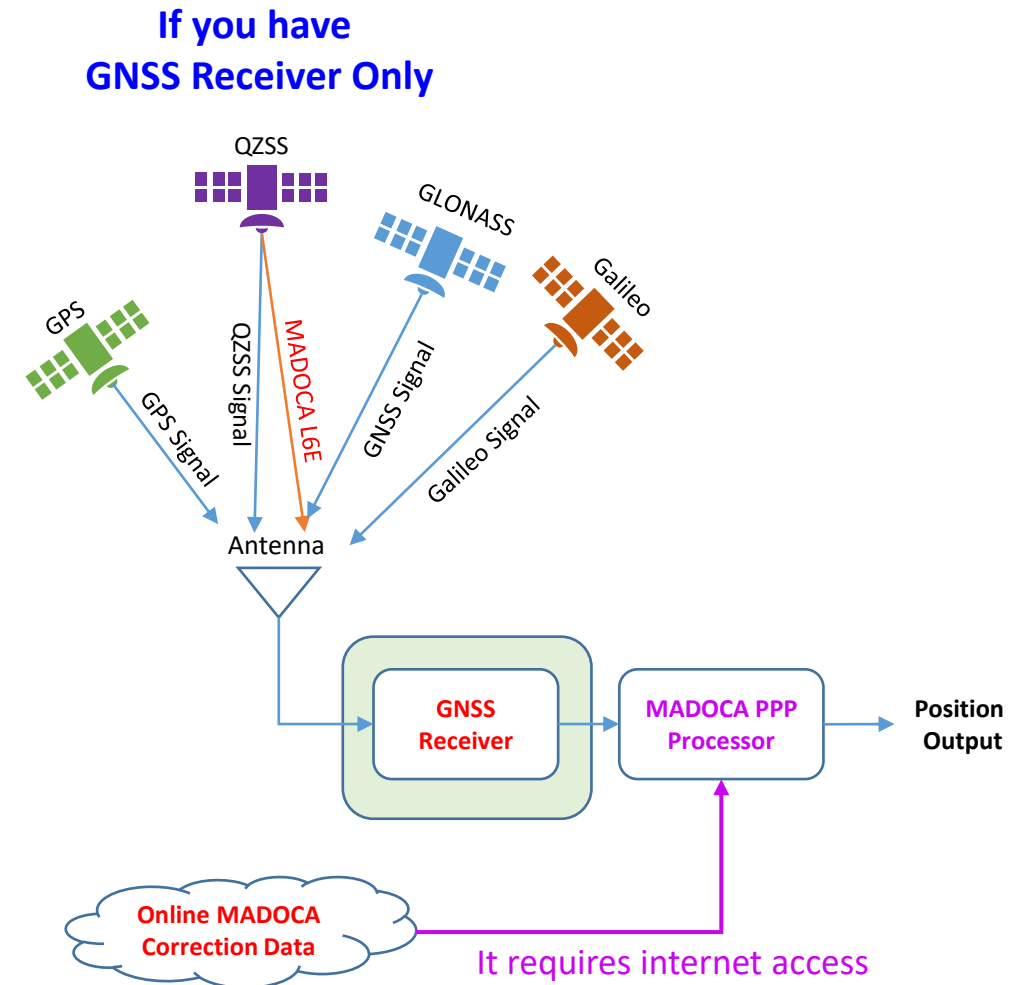 If you have
GNSS Receiver Only
QZSS
GLONASS
Galileo
GPS
GPS Signal
QZSS Signal
MADOCA L6E
GNSS Signal
Galileo Signal
Antenna
GNSS
Receiver
MADOCA PPP
Processor
Position
Output
Online MADOCA
Correction Data
It requires internet access